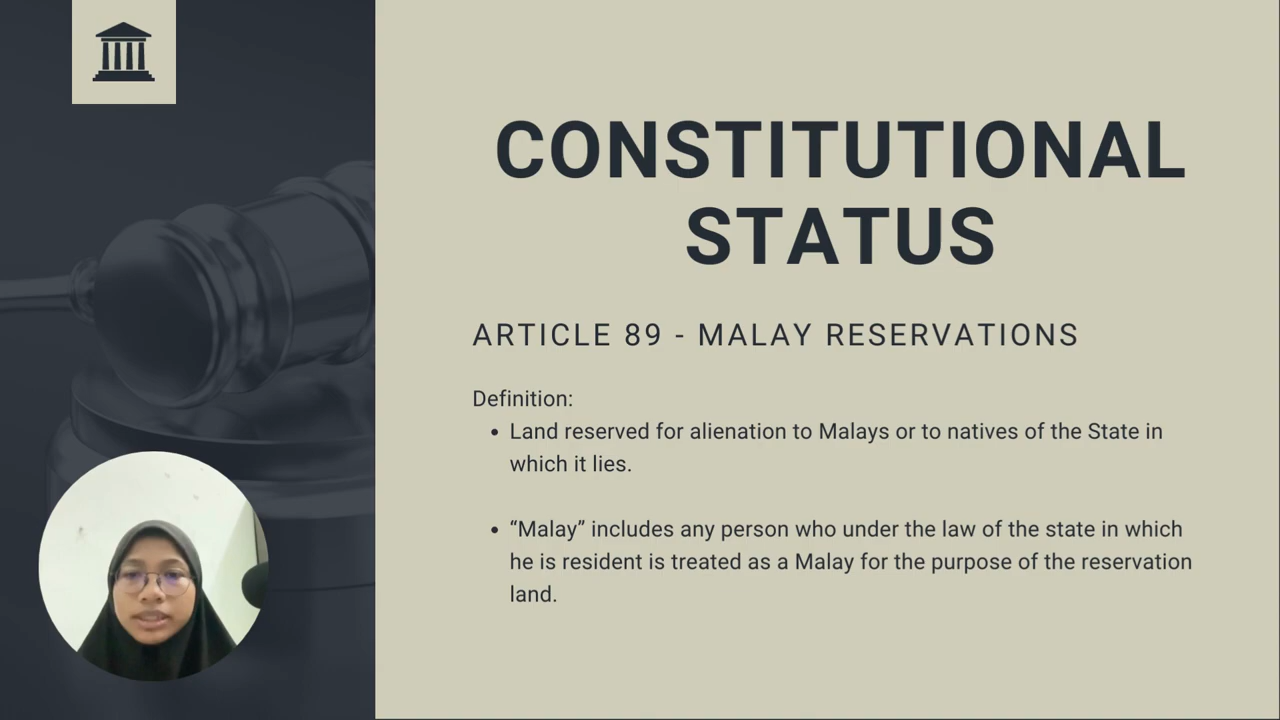 CONSTITUTIONAL
STATUS
ARTICLE 89 - MALAY RESERVATIONS
Definition:
• Land reserved for alienation to Malays or to natives of the State in
which it lies.
• “Malay” includes any person who under the law of the state in which
he is resident is treated as a Malay for the purpose of the reservation
land.